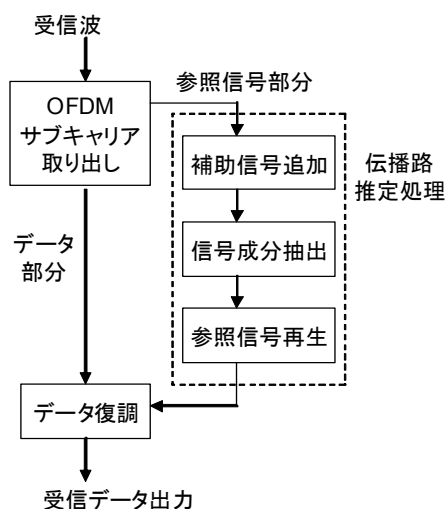 受信波
OFDM
サブキャリア
取り出し
参照信号部分
補助信号追加
伝播路
推定処理
信号成分抽出
データ
部分
参照信号再生
データ復調
受信データ出力